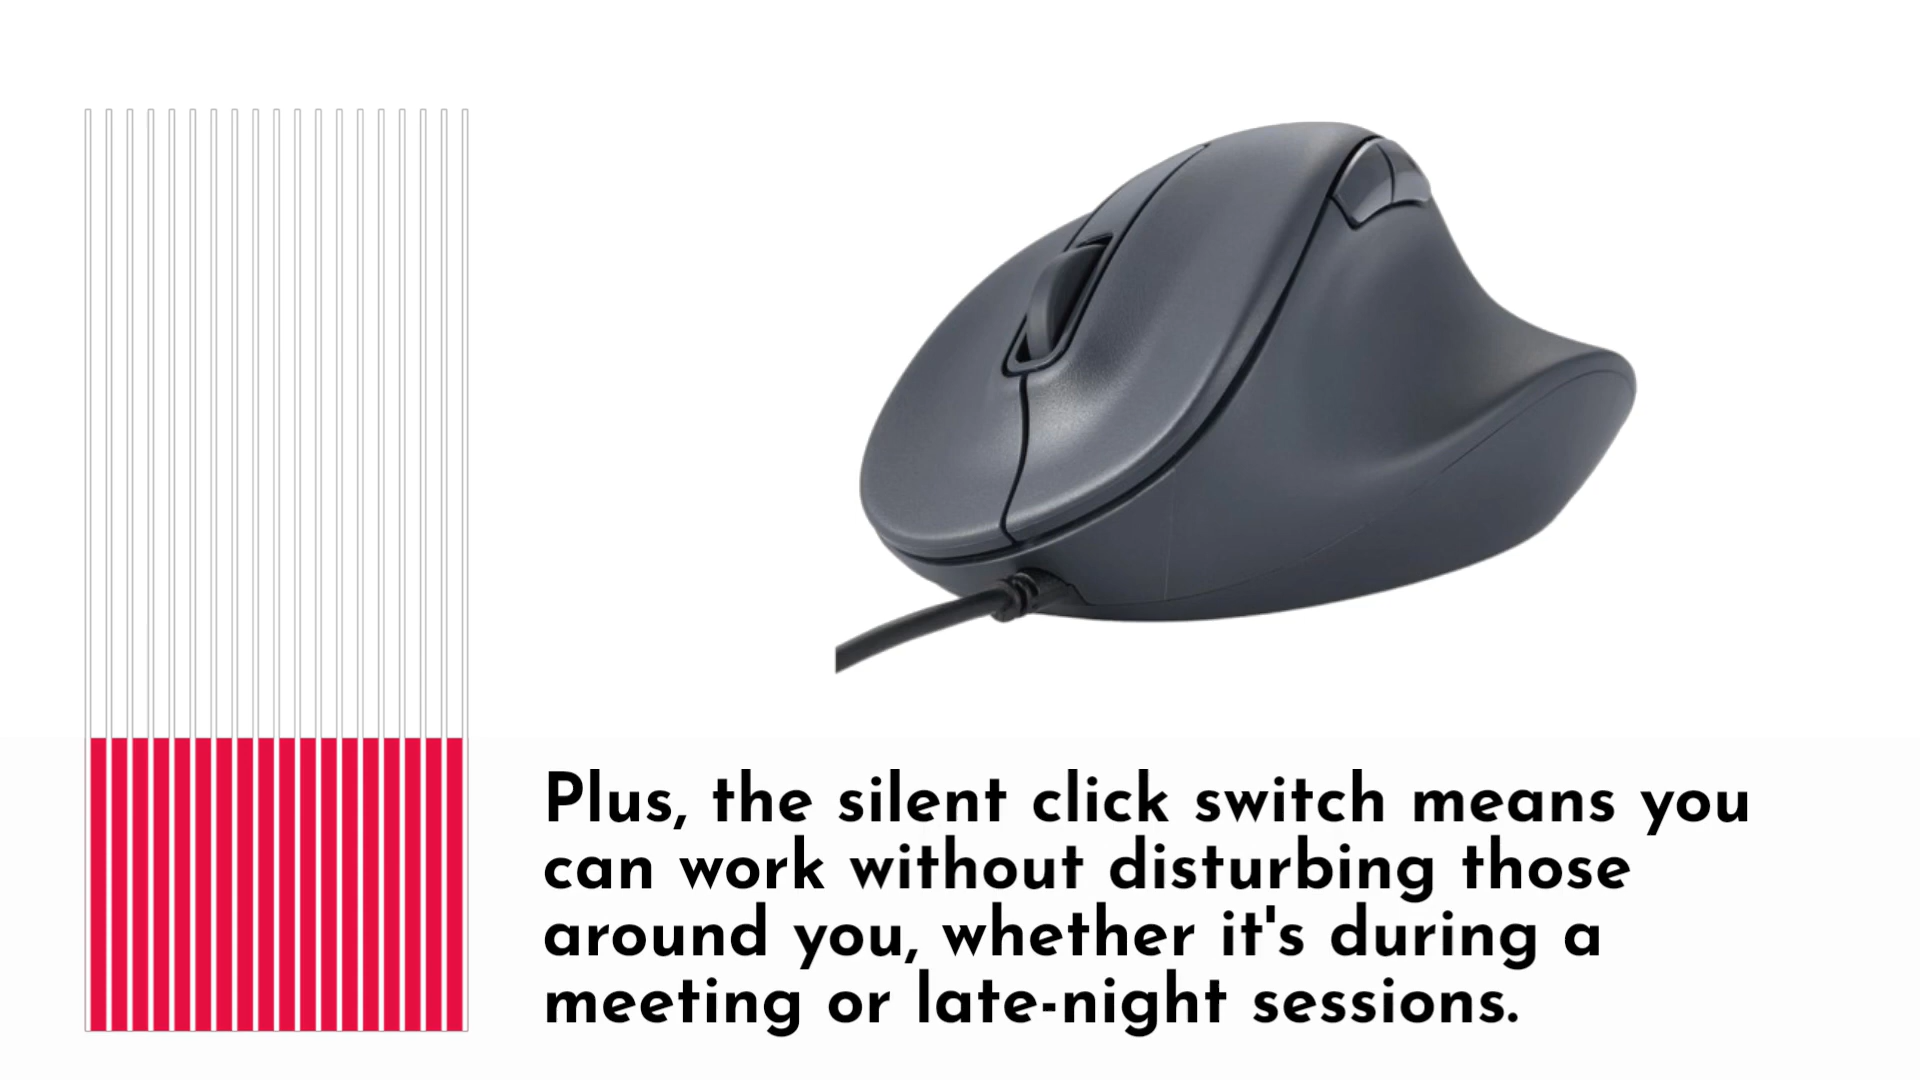 Plus, the silent click switch means you
can work without disturbing those
around you, whether it's during a
meeting or late-night sessions.